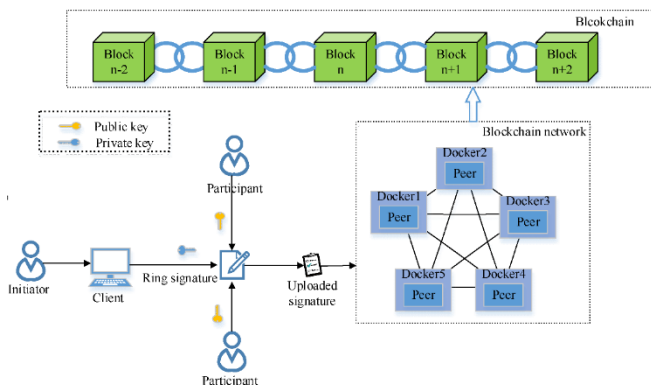 Blcokchain
Block
n-2
Block
n-1
Block
n
Block
n+1
Block
n+2
Public key
Private key
Blockchain network
Docker2
Peer
Docker1
Peer
Docker3
Peer
Docker5
Peer
Docker4
Peer
Participant
Initiator
Client
Ring signature
Uploaded
signature
Participant